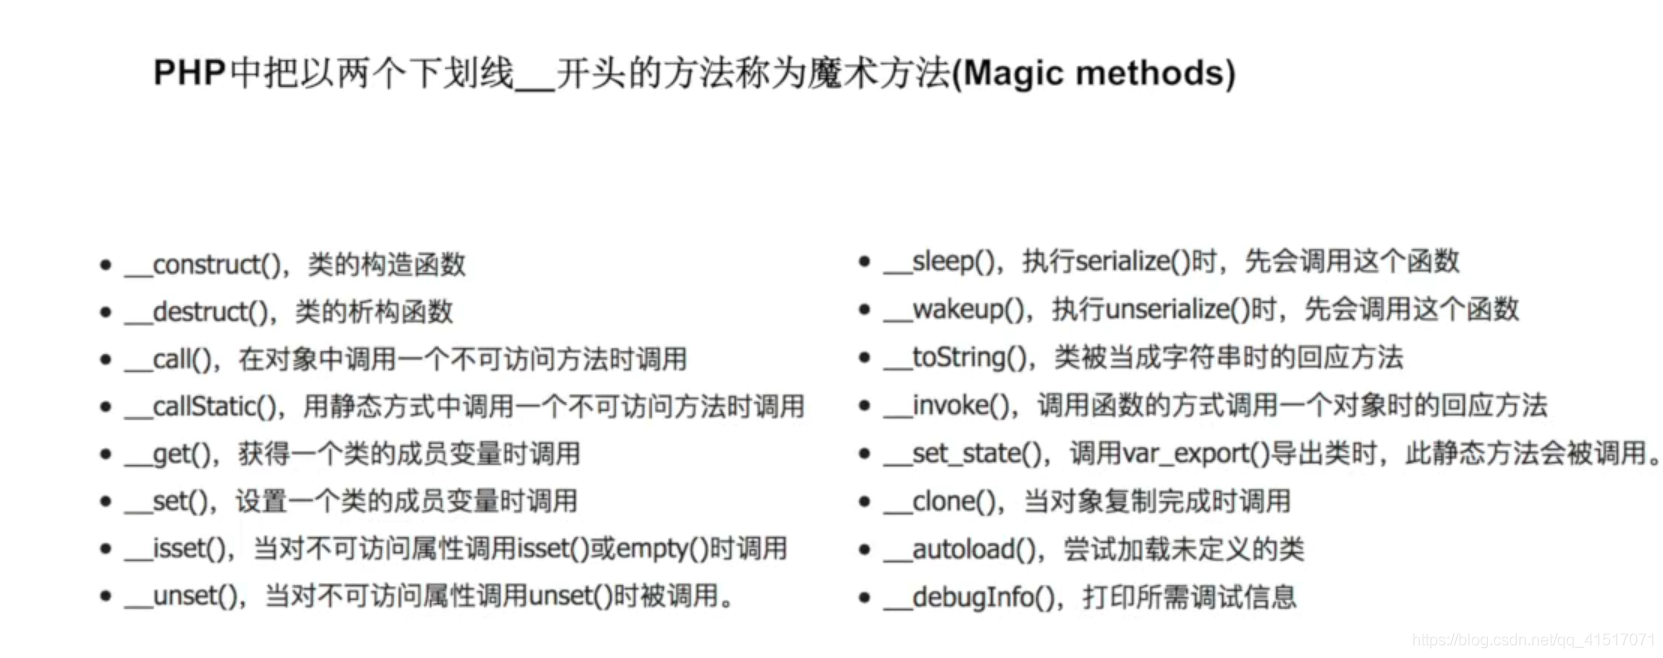 PHP中把以两个下划线__开头的方法称为魔术方法(Magic methods)
• __construct()，类的构造函数
• __destruct()，类的析构函数
• __call()，在对象中调用一个不可访问方法时调用
• __callStatic()，用静态方式中调用一个不可访问方法时调用
• __get()，获得一个类的成员变量时调用
• __set()，设置一个类的成员变量时调用
• __isset()，当对不可访问属性调用isset()或empty()时调用
• __unset()，当对不可访问属性调用unset()时被调用。
• __sleep()，执行serialize()时，先会调用这个函数
• __wakeup()，执行unserialize()时，先会调用这个函数
• __toString()，类被当成字符串时的回应方法
• __invoke()，调用函数的方式调用一个对象时的回应方法
• __set_state()，调用var_export()导出类时，此静态方法会被调用。
• __clone()，当对象复制完成时调用
• __autoload()，尝试加载未定义的类
• __debugInfo()，打印所需调试信息
https://blog.csdn.net/qq_41517071